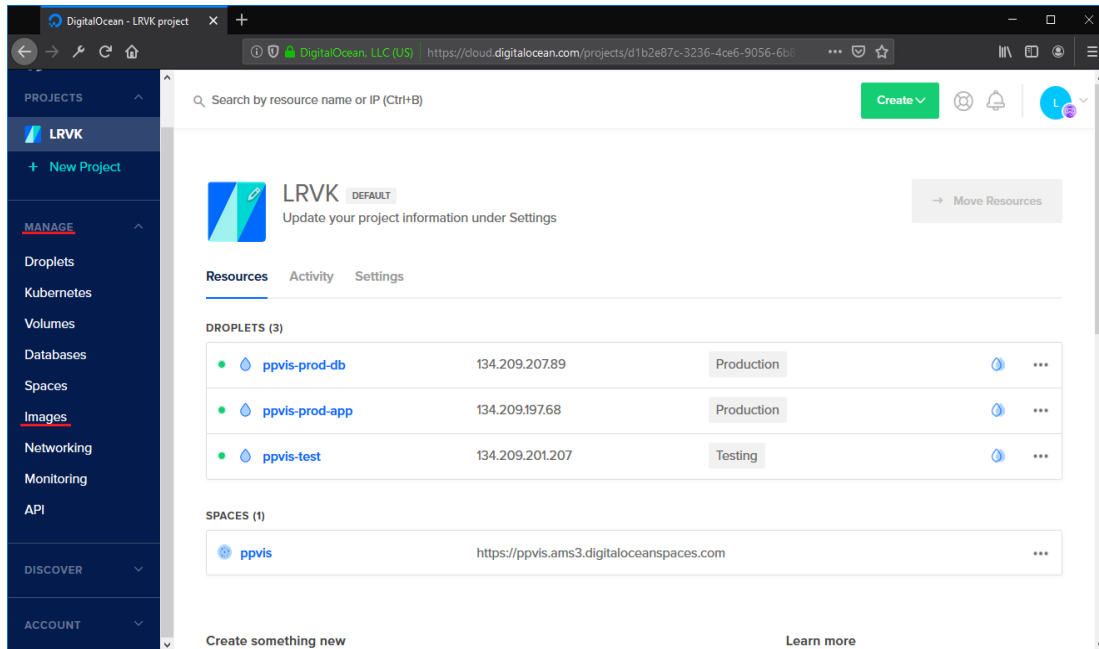 DigitalOcean - LRVK project
DigitalOcean, LLC (US) https://cloud.digitalocean.com/projects/d1b2e87c-3236-4ce6-9056-6b8
PROJECTS
LRVK
+ New Project
MANAGE
Droplets
Kubernetes
Volumes
Databases
Spaces
Images
Networking
Monitoring
API
DISCOVER
ACCOUNT
Search by resource name or IP (Ctrl+B)
Create
L
LRVK DEFAULT
Update your project information under Settings
→ Move Resources
Resources Activity Settings
DROPLETS (3)
ppvis-prod-db 134.209.207.89 Production
ppvis-prod-app 134.209.197.68 Production
ppvis-test 134.209.201.207 Testing
SPACES (1)
ppvis https://ppvis.ams3.digitaloceanspaces.com
Create something new Learn more